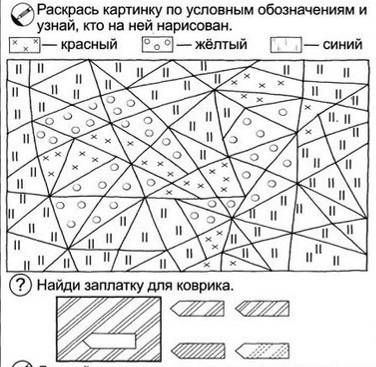 Раскрась картинку по условным обозначениям и
узнай, кто на ней нарисован.
— красный — жёлтый — синий
? Найди заплатку для коврика.